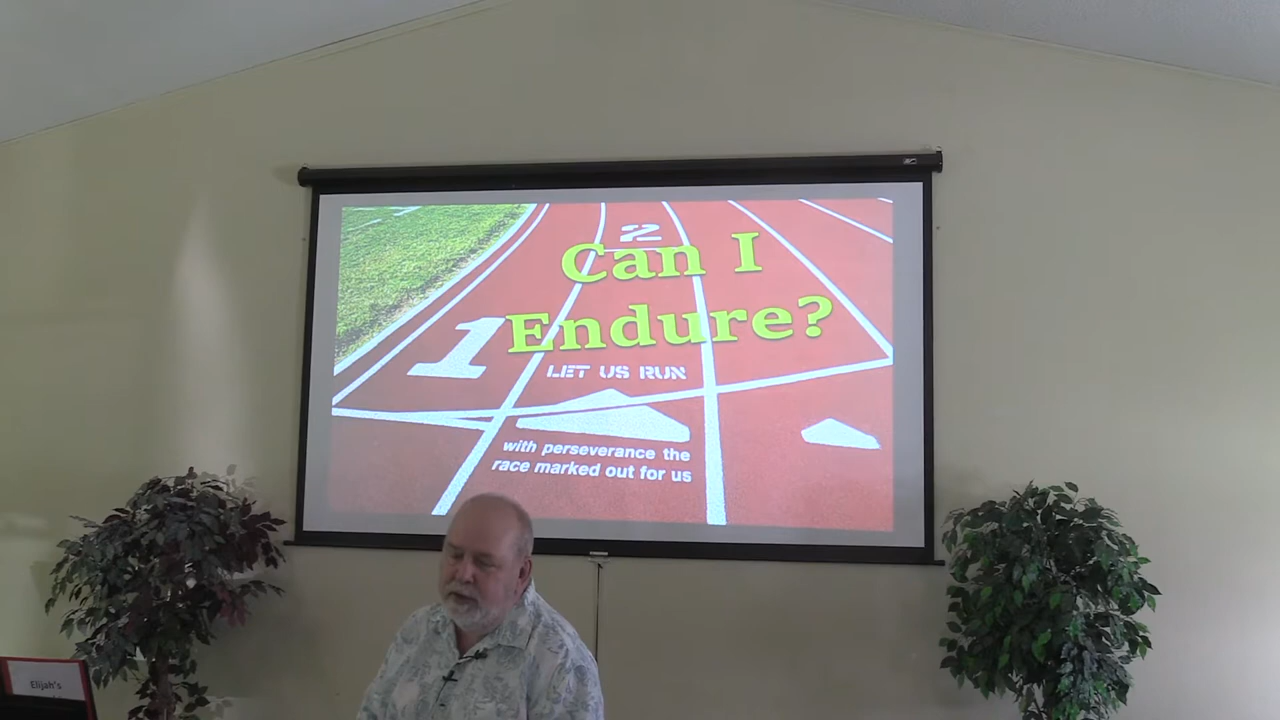 2
Can I
Endure?
1
LET US RUN
with perseverance the
race marked out for us
Elijah's